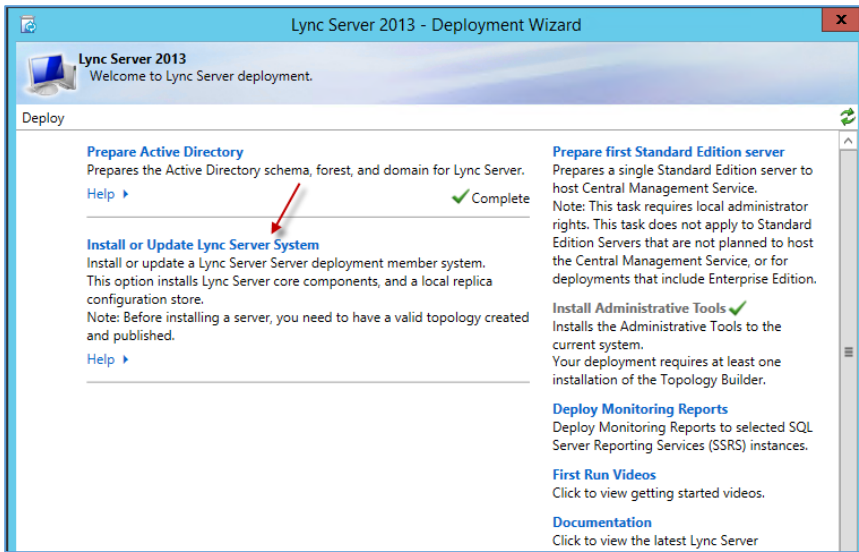 Lync Server 2013 - Deployment Wizard
x
Lync Server 2013
Welcome to Lync Server deployment.
Deploy
Prepare Active Directory
Prepares the Active Directory schema, forest, and domain for Lync Server.
Help
Complete
Install or Update Lync Server System
Install or update a Lync Server Server deployment member system.
This option installs Lync Server core components, and a local replica
configuration store.
Note: Before installing a server, you need to have a valid topology created
and published.
Help
Prepare first Standard Edition server
Prepares a single Standard Edition server to
host Central Management Service.
Note: This task requires local administrator
rights. This task does not apply to Standard
Edition Servers that are not planned to host
the Central Management Service, or for
deployments that include Enterprise Edition.
Install Administrative Tools
Installs the Administrative Tools to the
current system.
Your deployment requires at least one
installation of the Topology Builder.
Deploy Monitoring Reports
Deploy Monitoring Reports to selected SQL
Server Reporting Services (SSRS) instances.
First Run Videos
Click to view getting started videos.
Documentation
Click to view the latest Lync Server